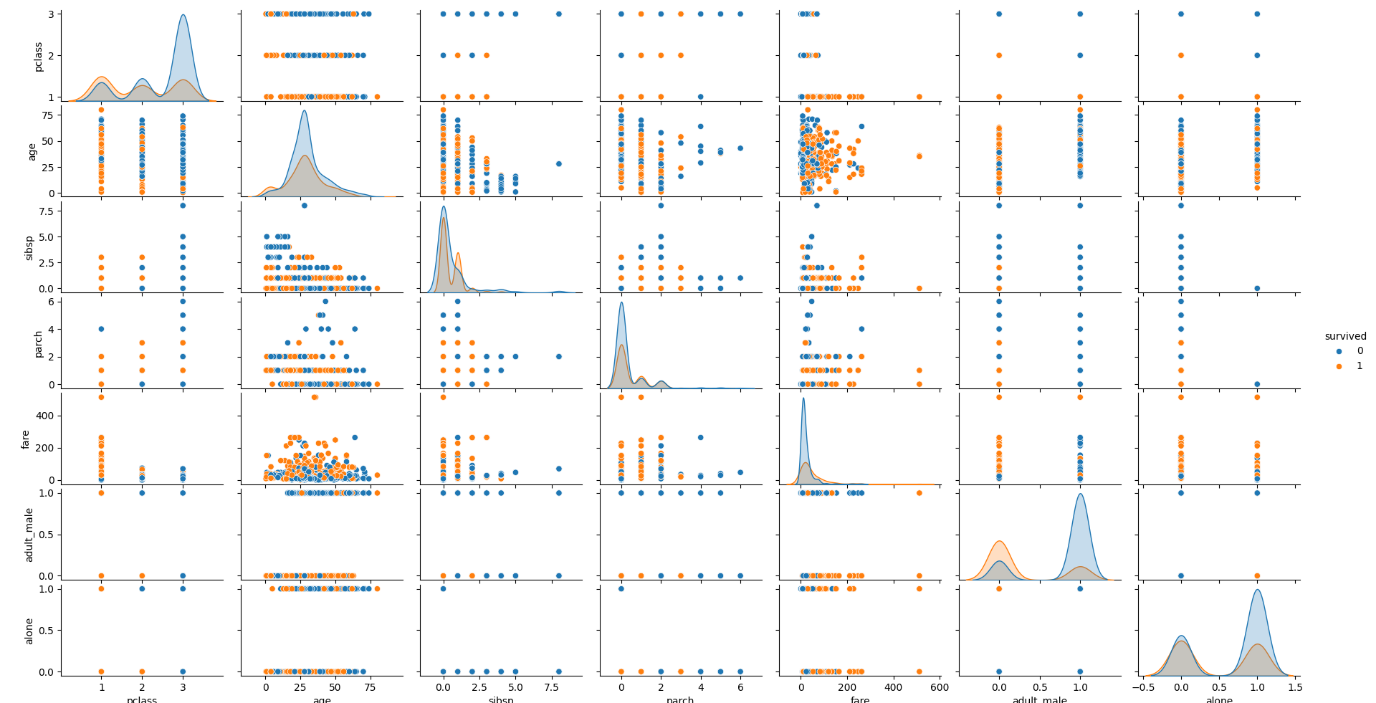 3
2
1
pclass
75
50
25
0
age
7.5
5.0
2.5
0.0
sibsp
6
4
2
0
parch
400
200
0
fare
1.0
0.5
0.0
adult_male
1.0
0.5
0.0
alone
survived
0
1
1 2 3
0 25 50 75
0.0 2.5 5.0 7.5
0 2 4 6
0 200 400 600
0.0 0.5 1.0
−0.5 0.0 0.5 1.0 1.5
pclass age sibsp parch fare adult_male alone